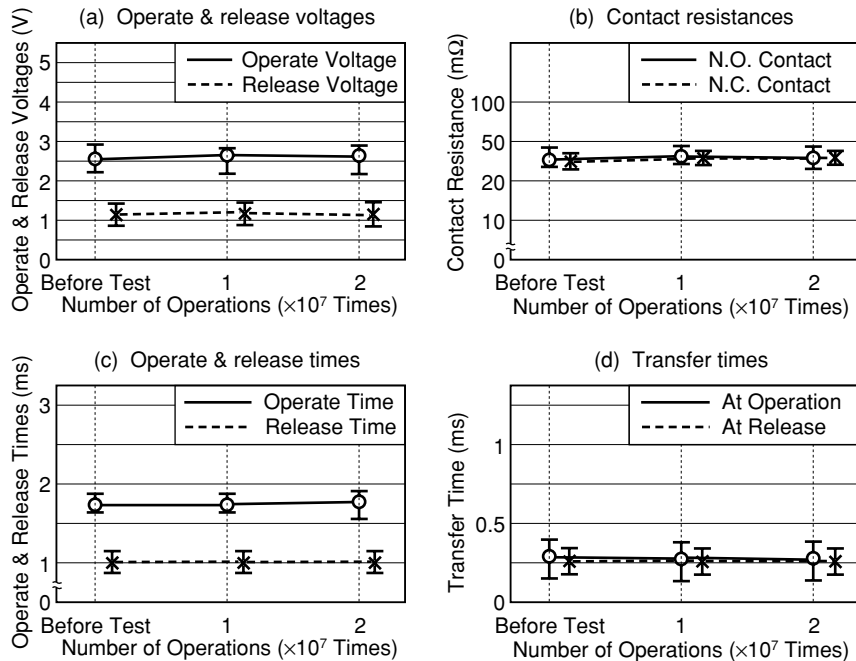 (a) Operate & release voltages
Operate & Release Voltages (V)
5
4
3
2
1
0
Operate Voltage
Release Voltage
Before Test 1 2
Number of Operations (×10⁷ Times)
(b) Contact resistances
Contact Resistance (mΩ)
100
50
20
10
0
N.O. Contact
N.C. Contact
Before Test 1 2
Number of Operations (×10⁷ Times)
(c) Operate & release times
Operate & Release Times (ms)
3
2
1
0
Operate Time
Release Time
Before Test 1 2
Number of Operations (×10⁷ Times)
(d) Transfer times
Transfer Time (ms)
1
0.5
0
At Operation
At Release
Before Test 1 2
Number of Operations (×10⁷ Times)